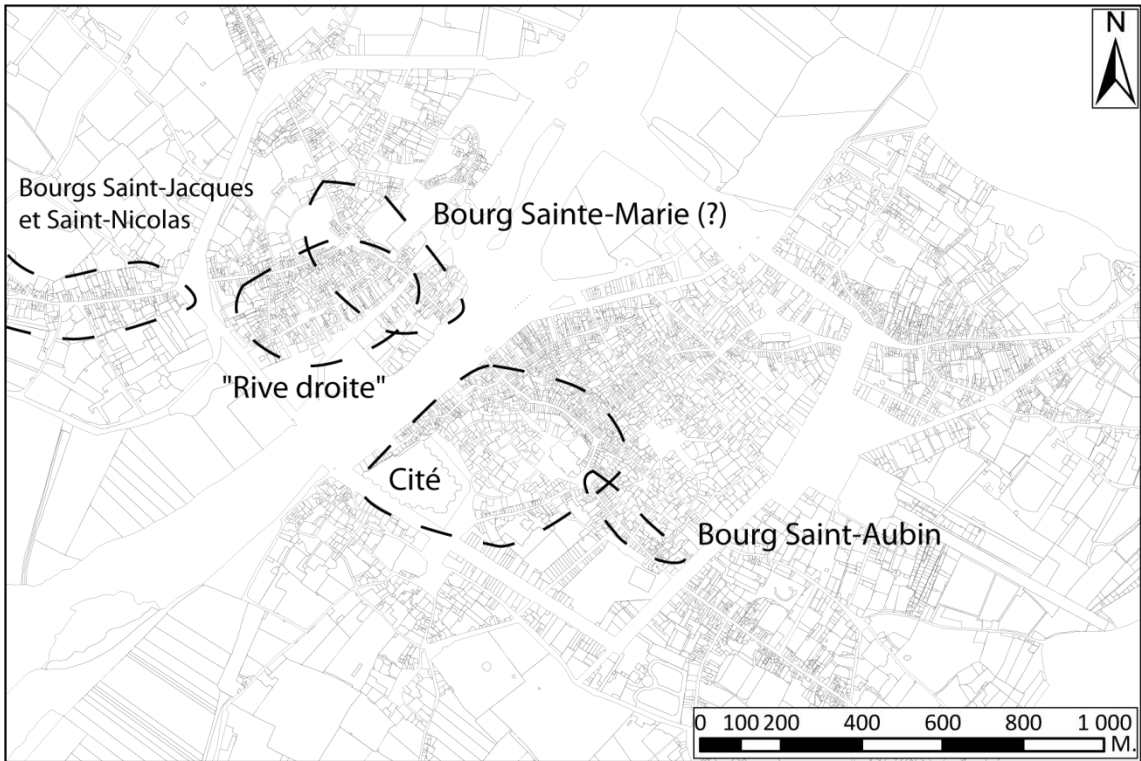 N
Bourgs Saint-Jacques
et Saint-Nicolas
Bourg Sainte-Marie (?)
"Rive droite"
Cité
Bourg Saint-Aubin
0 100 200 400 600 800 1 000
M.